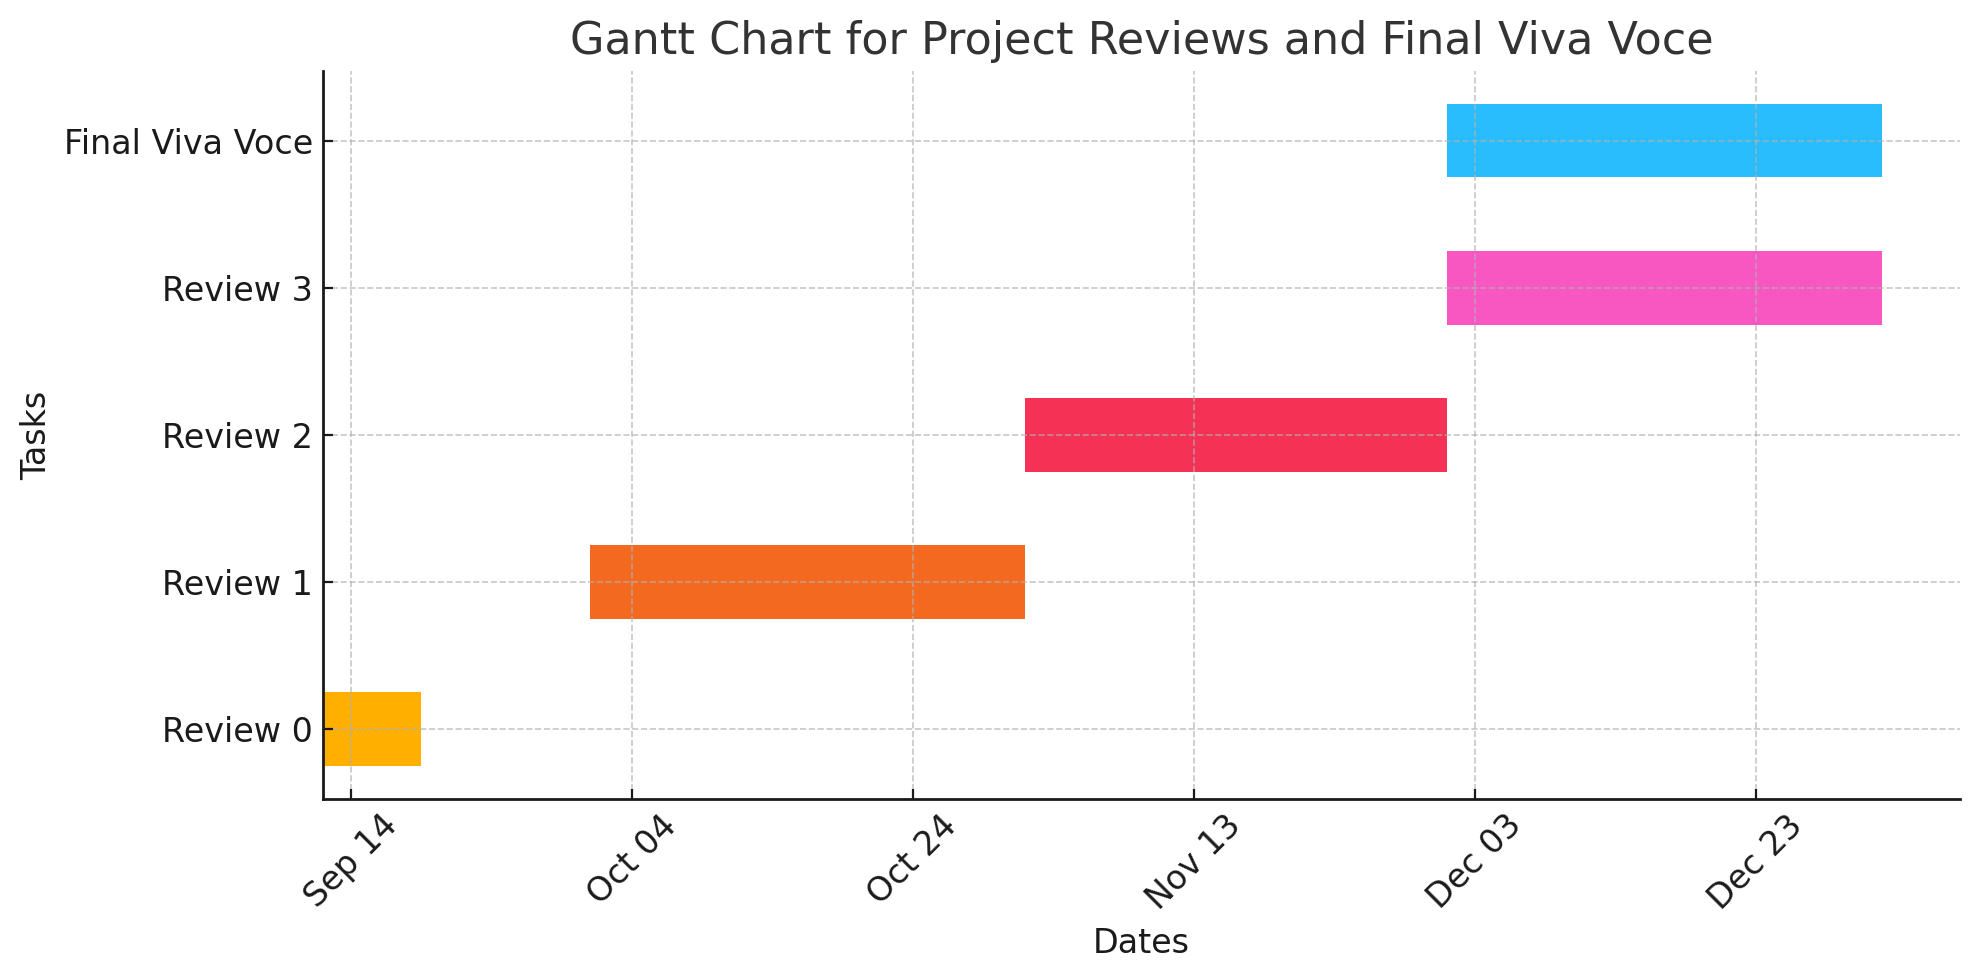 Gantt Chart for Project Reviews and Final Viva Voce
Final Viva Voce
Review 3
Review 2
Review 1
Review 0
Tasks
Sep 14
Oct 04
Oct 24
Nov 13
Dec 03
Dec 23
Dates